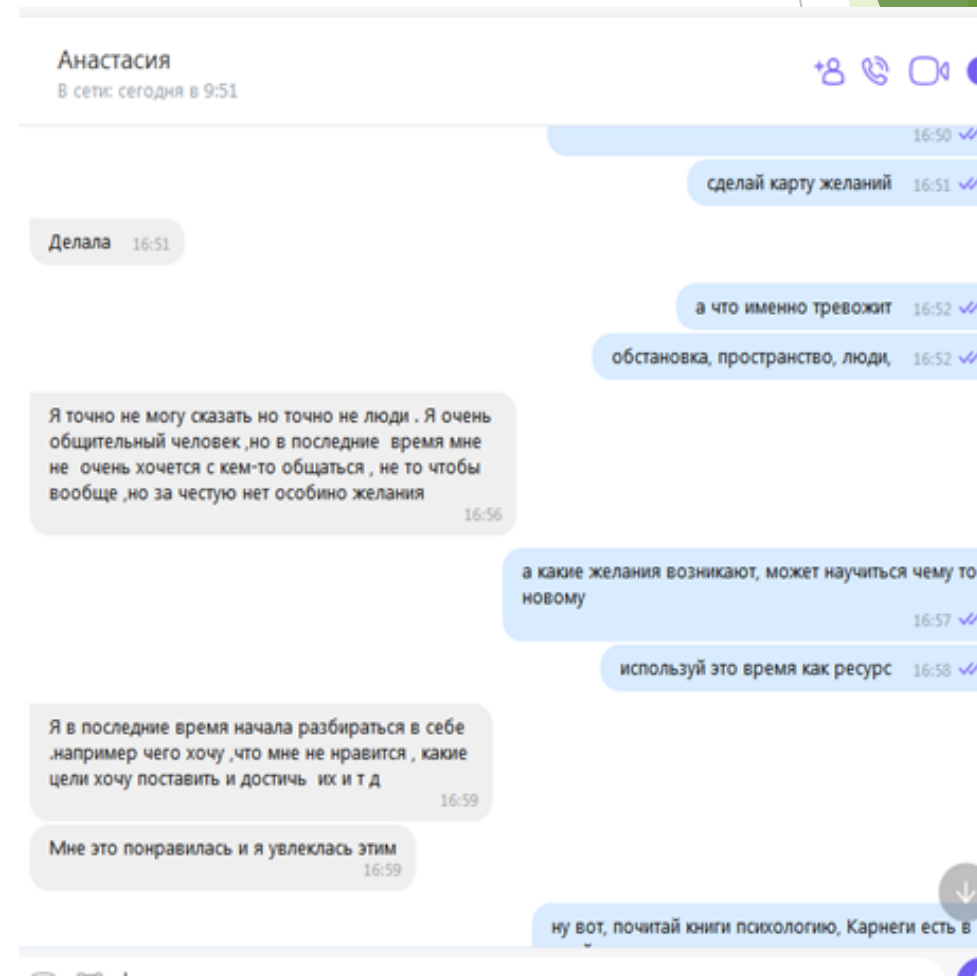 Анастасия
В сети: сегодня в 9:51
16:50
сделай карту желаний 16:51
Делала 16:51
а что именно тревожит 16:52
обстановка, пространство, люди, 16:52
Я точно не могу сказать но точно не люди . Я очень
общительный человек ,но в последние время мне
не очень хочется с кем-то общаться , не то чтобы
вообще ,но за честую нет особино желания
16:56
а какие желания возникают, может научиться чему то
новому
16:57
используй это время как ресурс 16:58
Я в последние время начала разбираться в себе
.например чего хочу ,что мне не нравится , какие
цели хочу поставить и достичь их и т д
16:59
Мне это понравилась и я увлеклась этим
16:59
ну вот, почитай книги психологию, Карнеги есть в